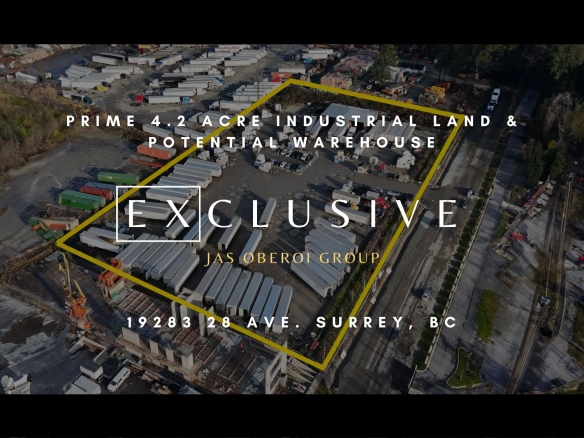 PRIME 4.2 ACRE INDUSTRIAL LAND &
POTENTIAL WAREHOUSE
EXCLUSIVE
JAS OBEROI GROUP
19283 28 AVE. SURREY, BC